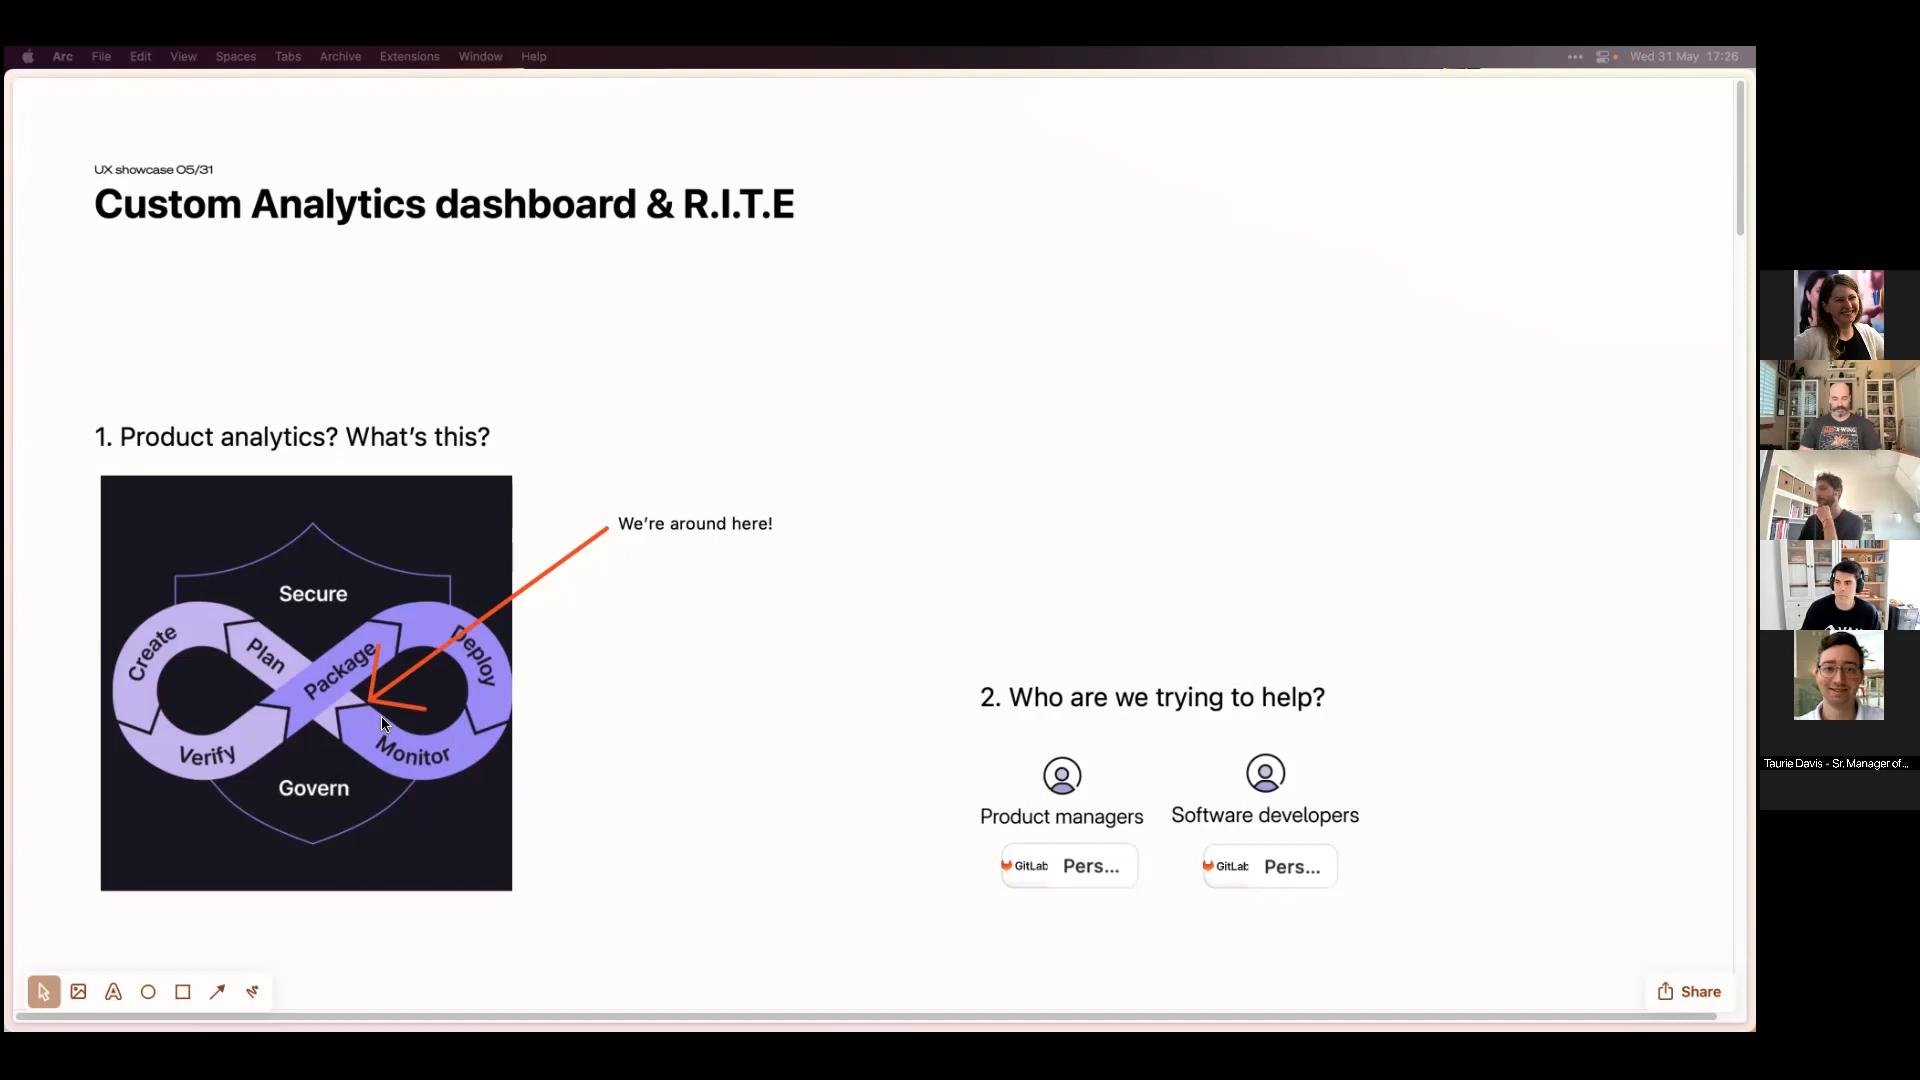 Arc File Edit View Spaces Tabs Archive Extensions Window Help
Wed 31 May 17:26
UX showcase 05/31
Custom Analytics dashboard & R.I.T.E
1. Product analytics? What's this?
We're around here!
Secure
Create
Plan
Package
Deploy
Verify
Monitor
Govern
2. Who are we trying to help?
Product managers
Software developers
GitLab Pers...
GitLab Pers...
Share
Taurie Davis - Sr. Manager of...